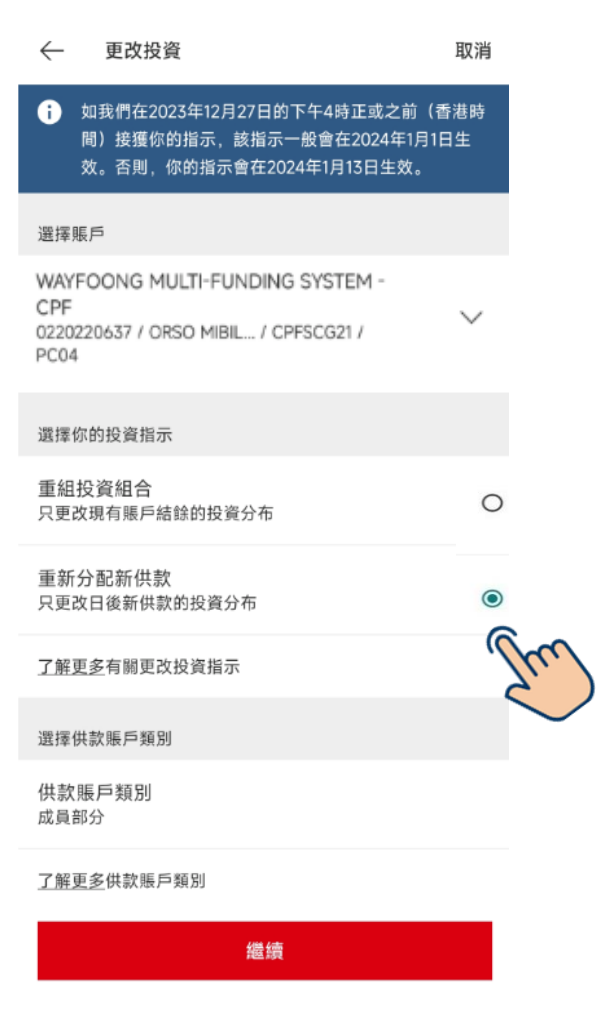 更改投資 取消
如我們在2023年12月27日的下午4時正或之前（香港時
間）接獲你的指示，該指示一般會在2024年1月1日生
效。否則，你的指示會在2024年1月13日生效。
選擇賬戶
WAYFOONG MULTI-FUNDING SYSTEM -
CPF
0220220637 / ORSO MIBIL... / CPFSCG21 /
PC04
選擇你的投資指示
重組投資組合
只更改現有賬戶結餘的投資分布
重新分配新供款
只更改日後新供款的投資分布
了解更多有關更改投資指示
選擇供款賬戶類別
供款賬戶類別
成員部分
了解更多供款賬戶類別
繼續